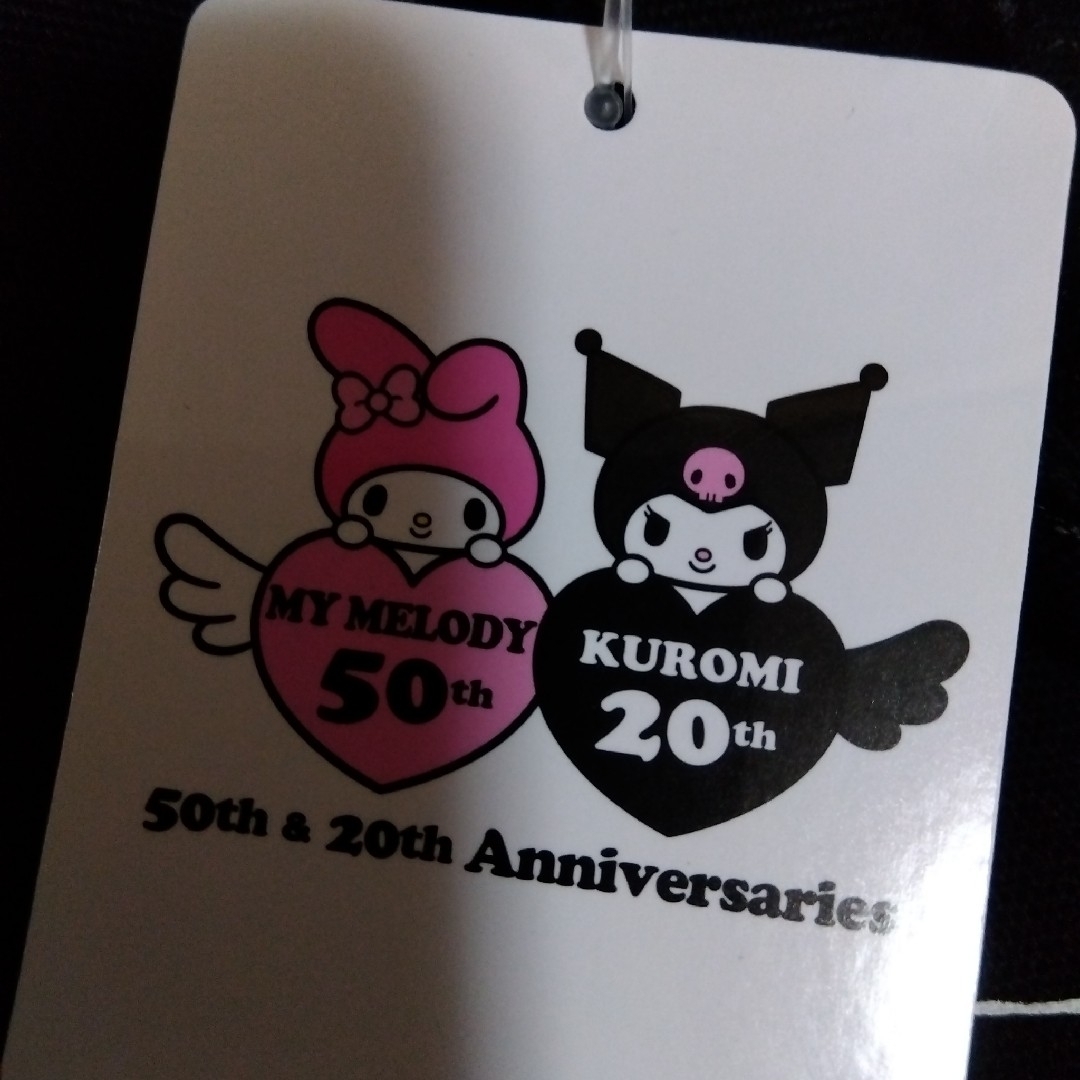 MY MELODY
50th
KUROMI
20th
50th & 20th Anniversaries